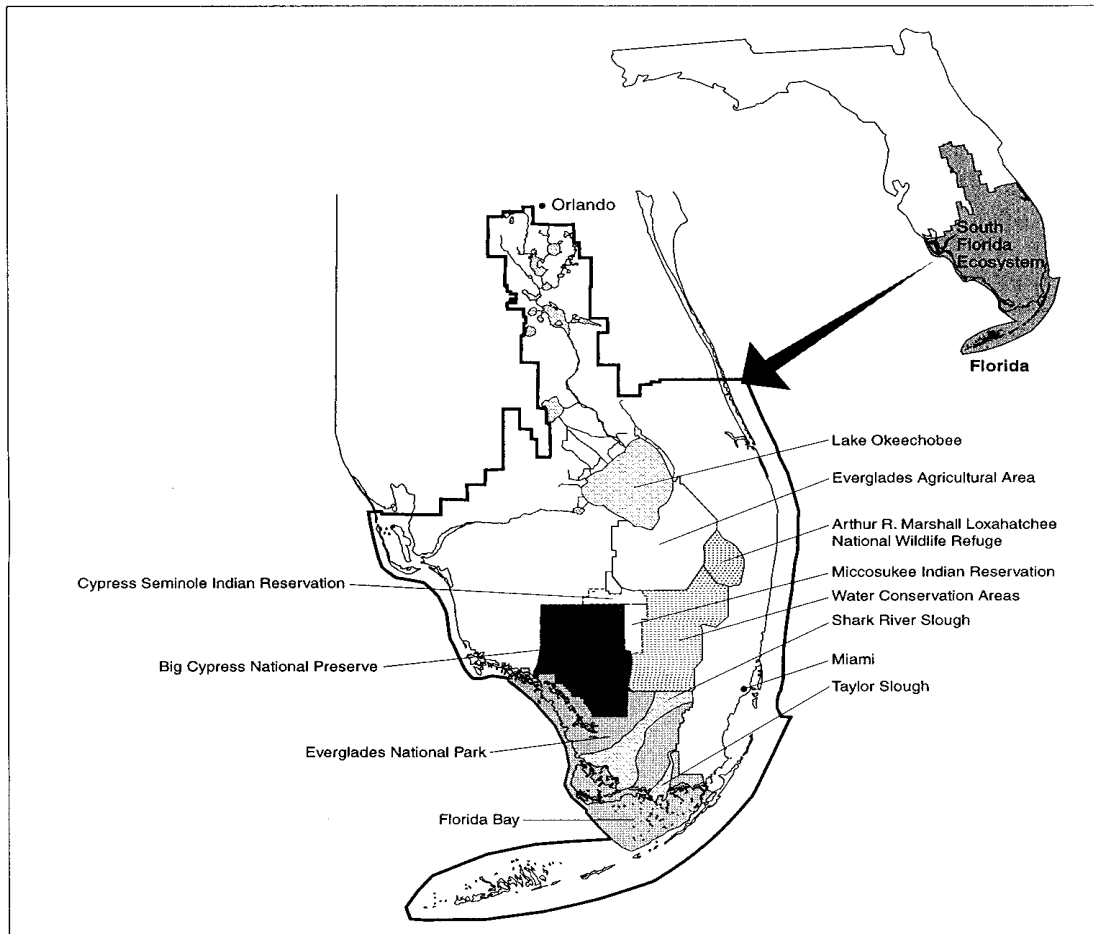 Orlando
South
Florida
Ecosystem
Florida
Lake Okeechobee
Everglades Agricultural Area
Arthur R. Marshall Loxahatchee
National Wildlife Refuge
Cypress Seminole Indian Reservation
Miccosukee Indian Reservation
Water Conservation Areas
Shark River Slough
Big Cypress National Preserve
Miami
Taylor Slough
Everglades National Park
Florida Bay